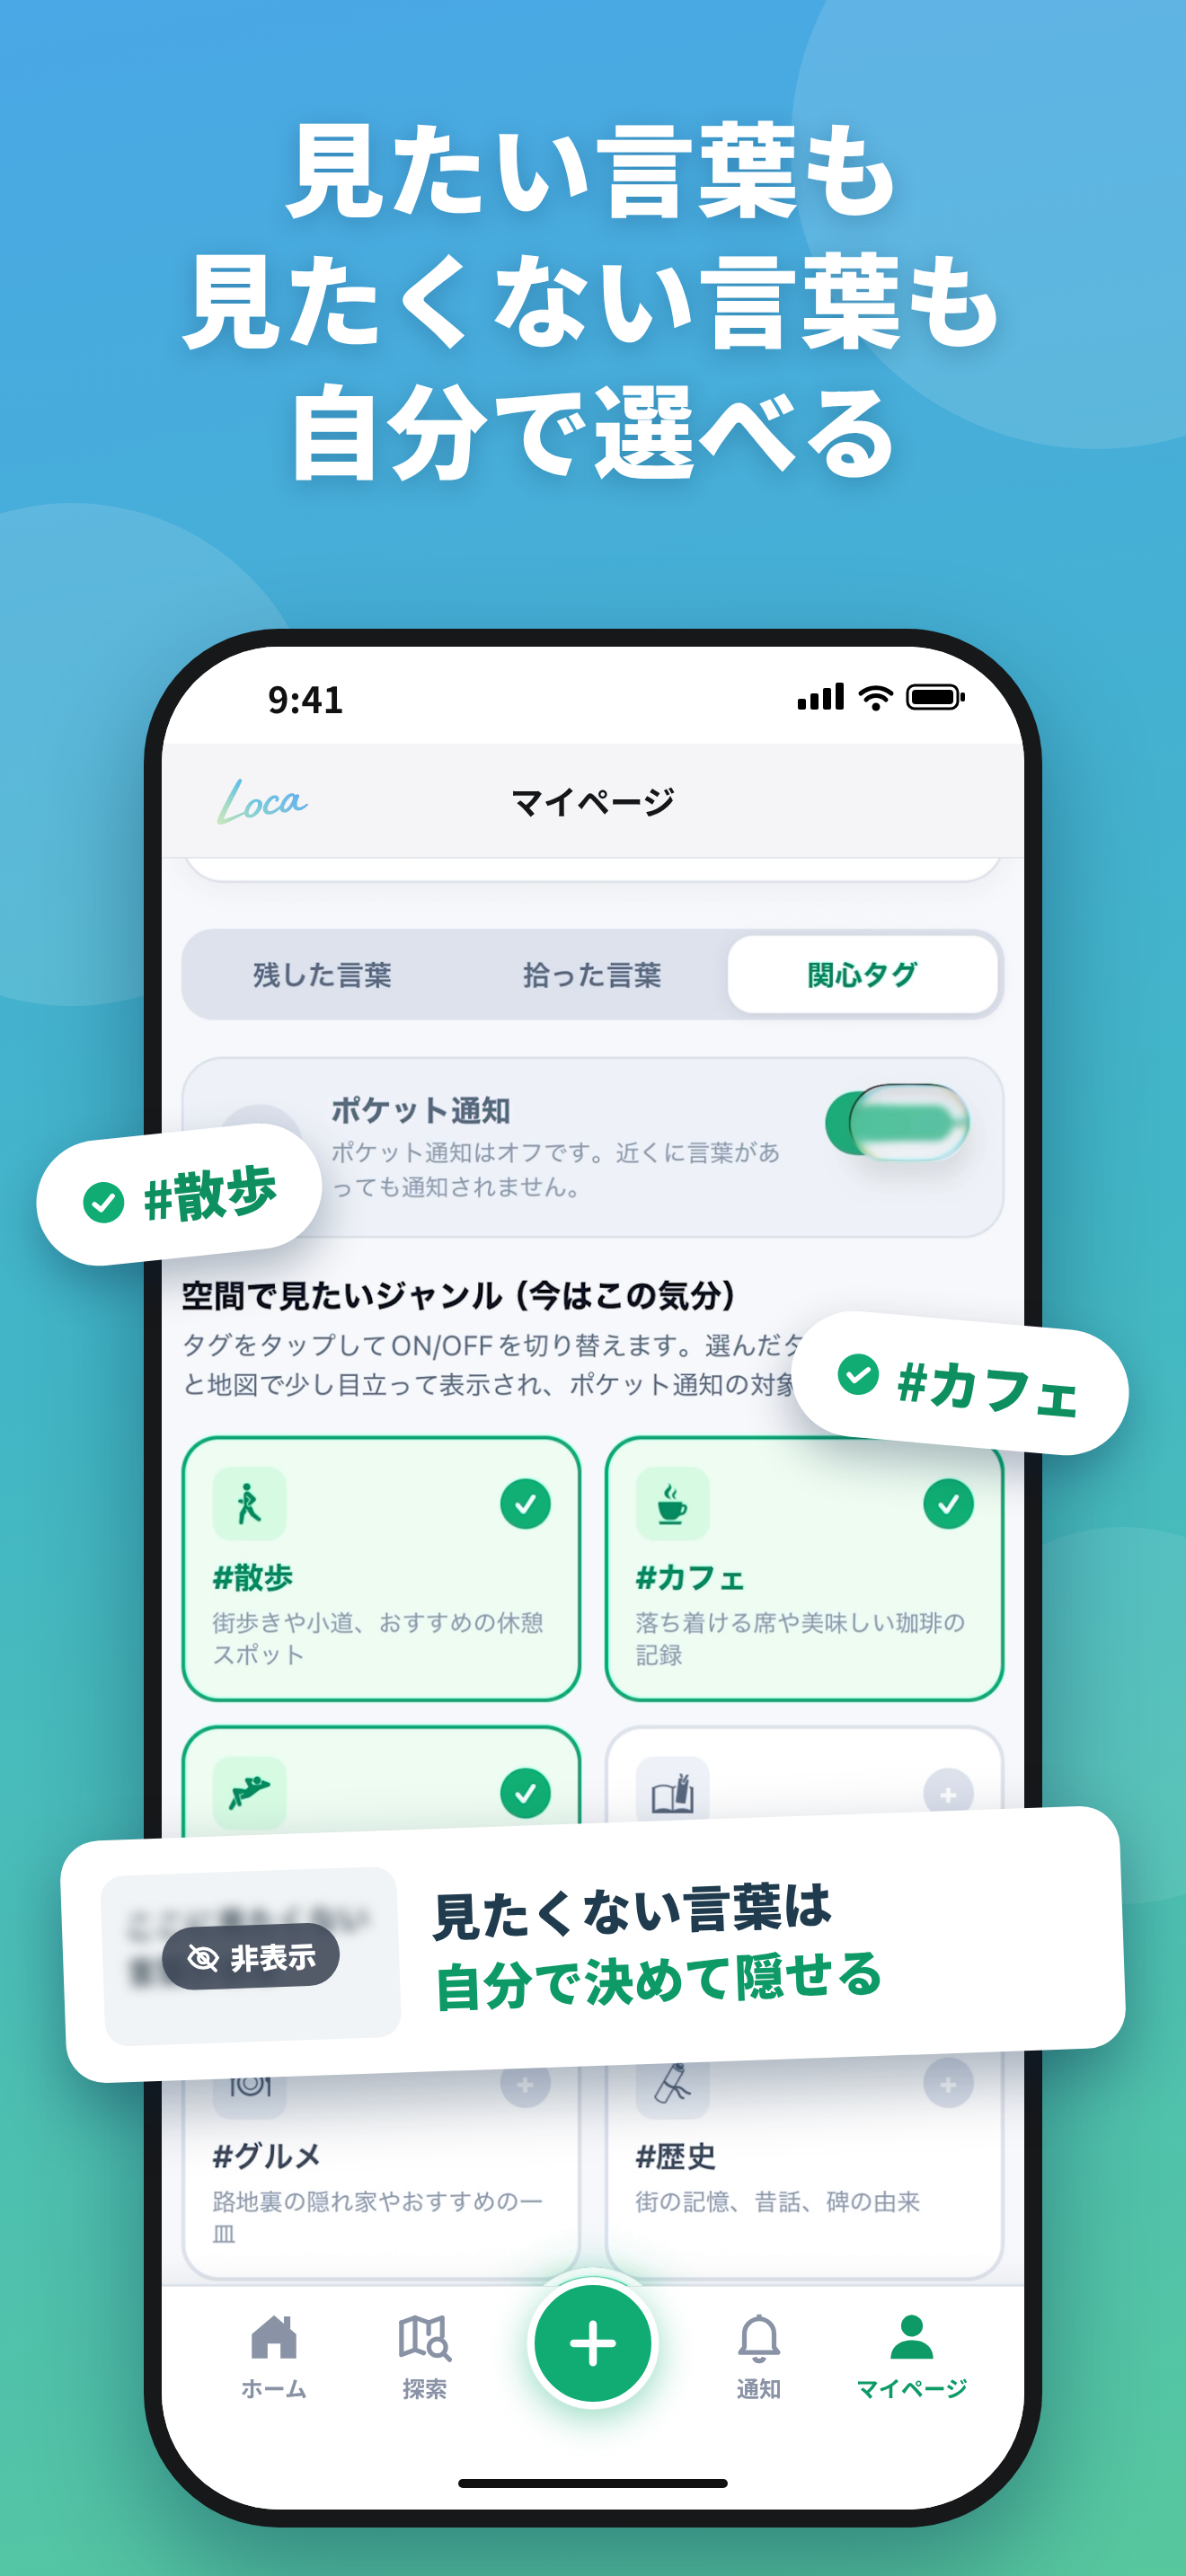 見たい言葉も
見たくない言葉も
自分で選べる
9:41
Loca
マイページ
残した言葉
拾った言葉
関心タグ
ポケット通知
ポケット通知はオフです。近くに言葉があ
っても通知されません。
#散歩
空間で見たいジャンル（今はこの気分）
タグをタップしてON/OFFを切り替えます。選んだ
と地図で少し目立って表示され、ポケット通知の対象
#カフェ
#散歩
街歩きや小道、おすすめの休憩
スポット
#カフェ
落ち着ける席や美味しい珈琲の
記録
非表示
見たくない言葉は
自分で決めて隠せる
#グルメ
路地裏の隠れ家やおすすめの一
皿
#歴史
街の記憶、昔話、碑の由来
ホーム
探索
通知
マイページ